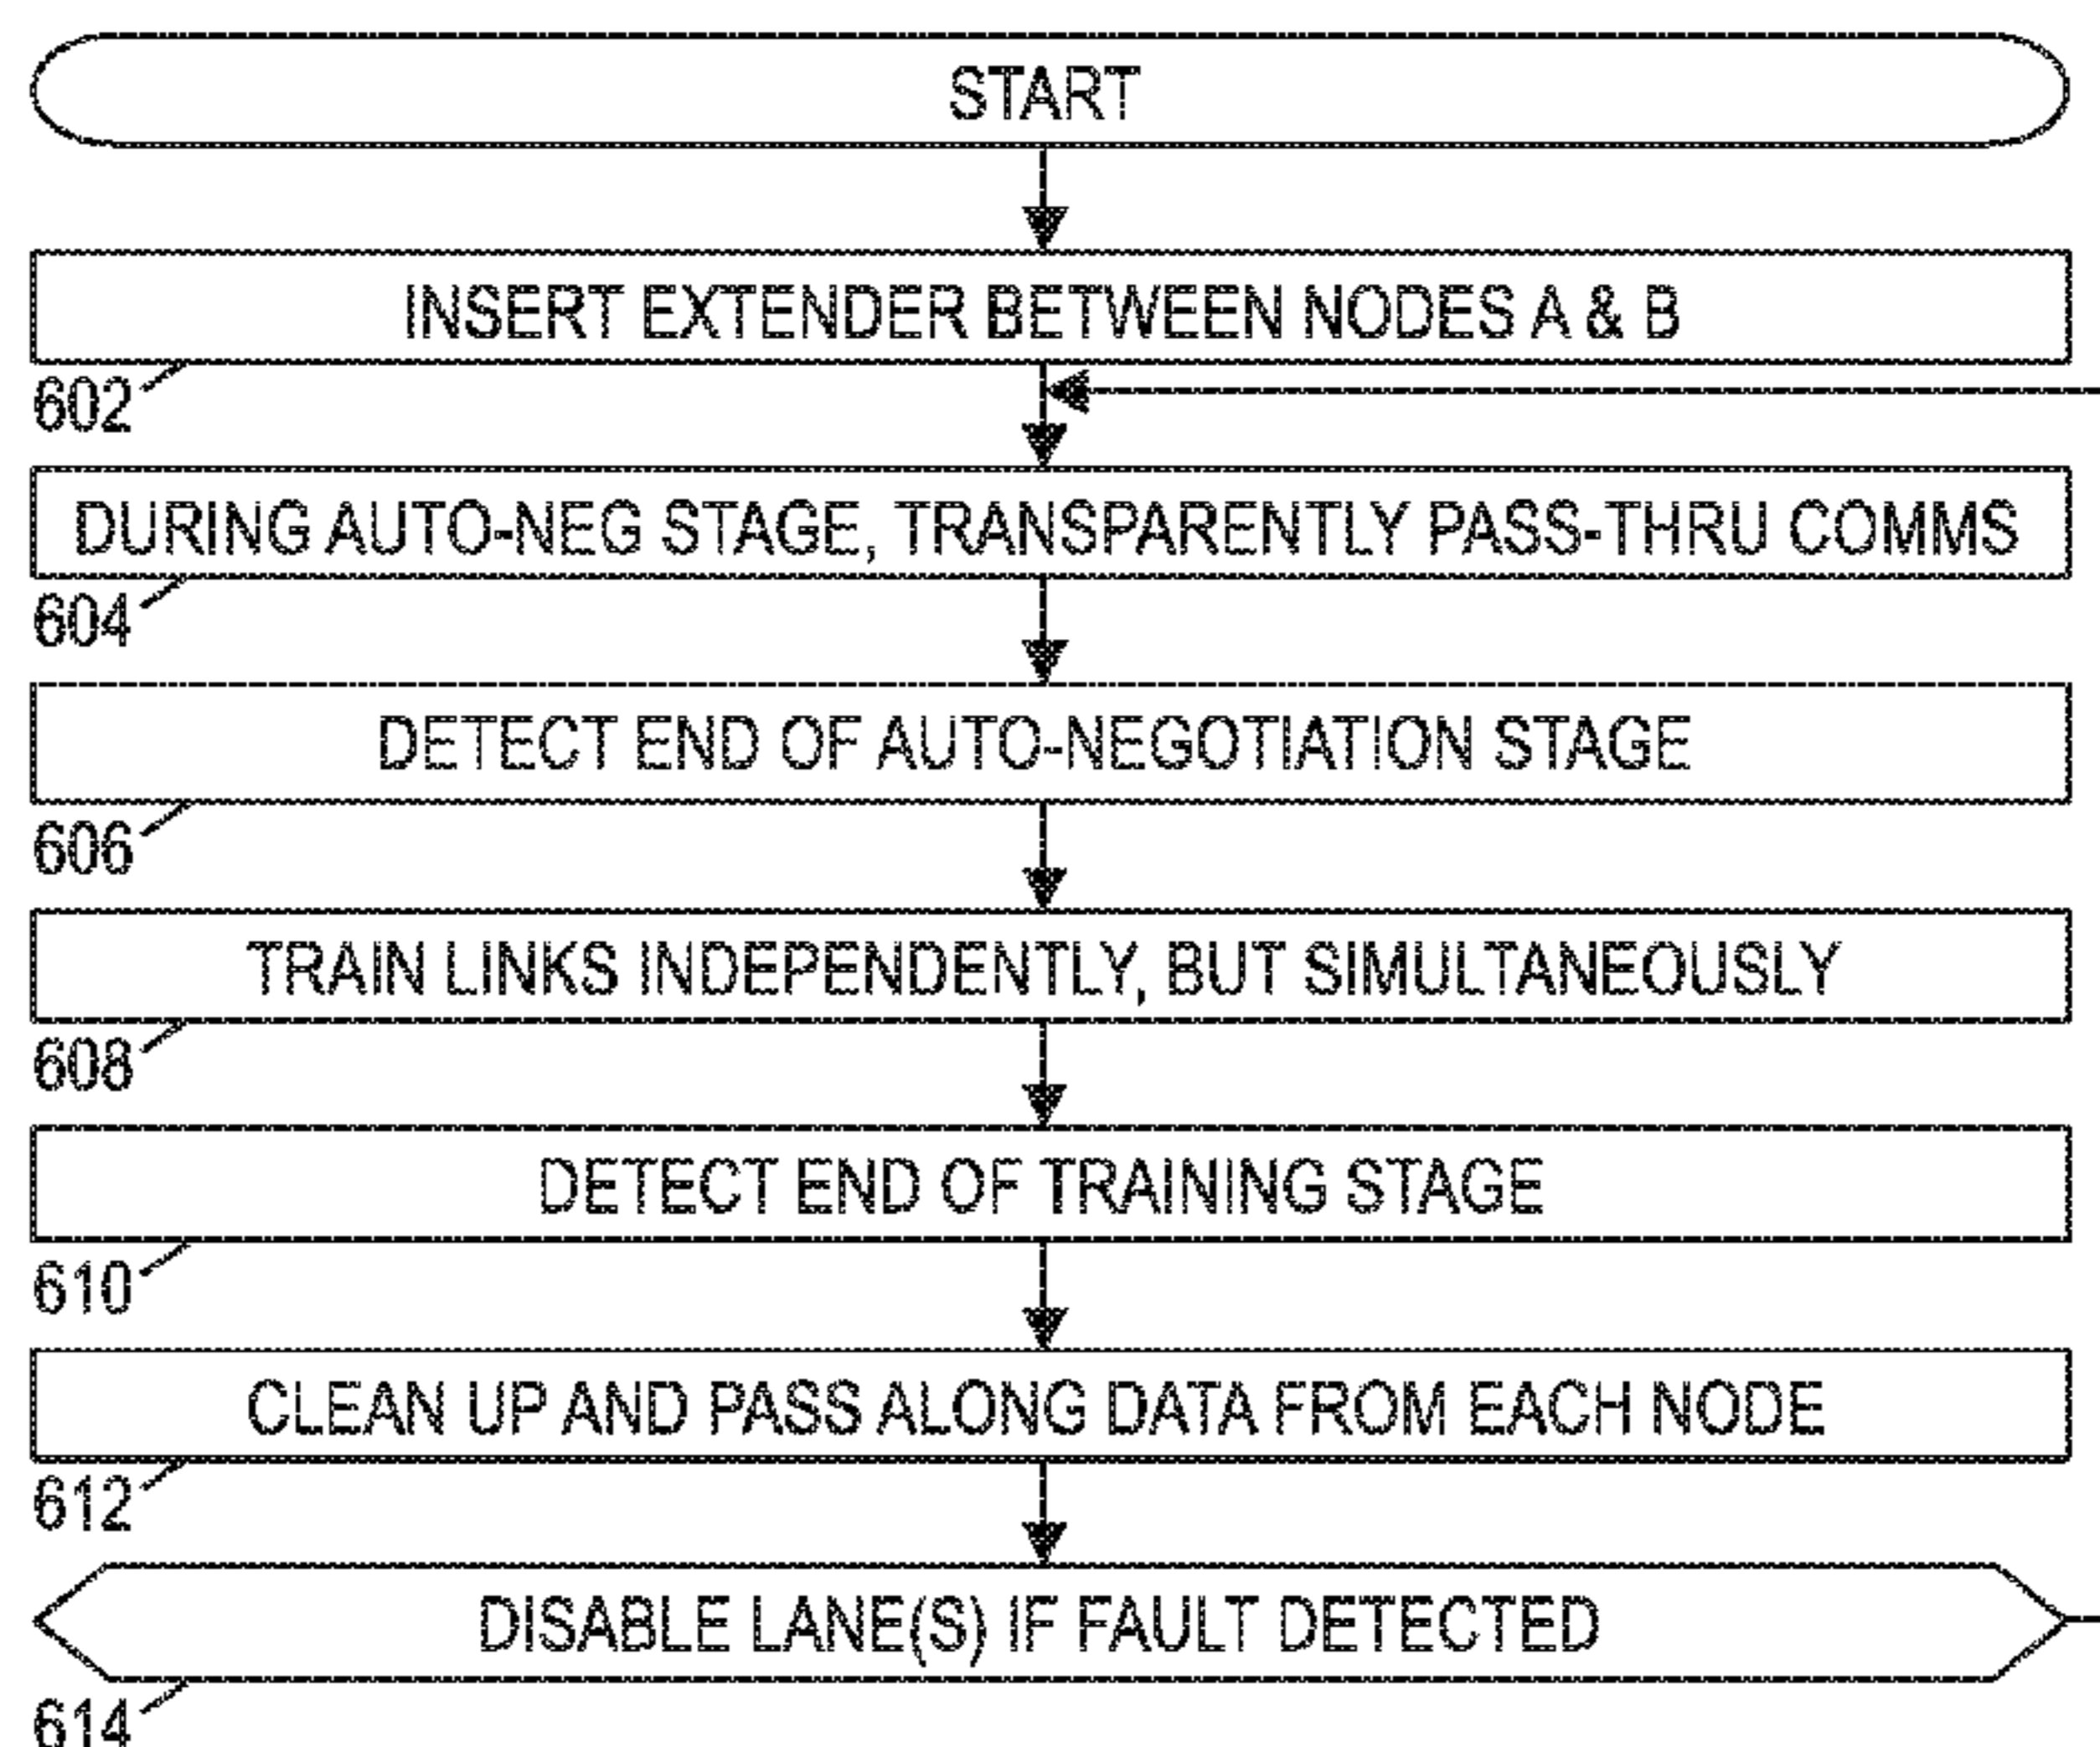 START
INSERT EXTENDER BETWEEN NODES A & B
602
DURING AUTO-NEG STAGE, TRANSPARENTLY PASS-THRU COMMS
604
DETECT END OF AUTO-NEGOTIATION STAGE
606
TRAIN LINKS INDEPENDENTLY, BUT SIMULTANEOUSLY
608
DETECT END OF TRAINING STAGE
610
CLEAN UP AND PASS ALONG DATA FROM EACH NODE
612
DISABLE LANE(S) IF FAULT DETECTED
614